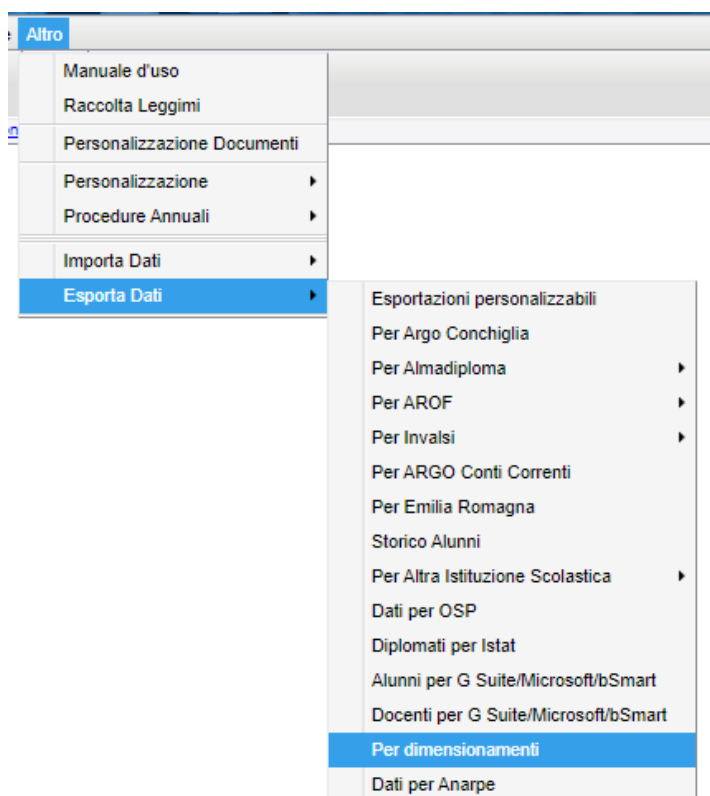 Altro
Manuale d'uso
Raccolta Leggimi
Personalizzazione Documenti
Personalizzazione
Procedure Annuali
Importa Dati
Esporta Dati
Esportazioni personalizzabili
Per Argo Conchiglia
Per Almadiploma
Per AROF
Per Invalsi
Per ARGO Conti Correnti
Per Emilia Romagna
Storico Alunni
Per Altra Istituzione Scolastica
Dati per OSP
Diplomati per Istat
Alunni per G Suite/Microsoft/bSmart
Docenti per G Suite/Microsoft/bSmart
Per dimensionamenti
Dati per Anarpe